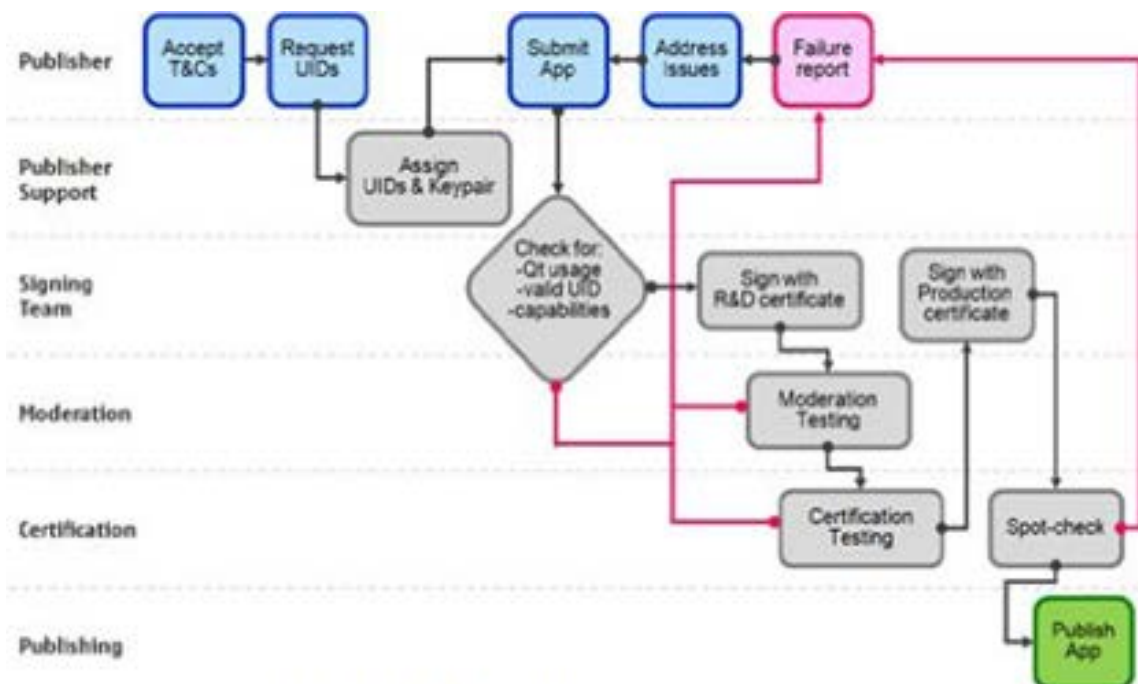 Publisher
Accept
T&Cs
Request
UIDs
Submit
App
Address
Issues
Failure
report
Publisher
Support
Assign
UIDs & Keypair
Signing
Team
Check for:
-Qt usage
-valid UID
-capabilities
Sign with
R&D certificate
Sign with
Production
certificate
Moderation
Moderation
Testing
Certification
Certification
Testing
Spot-check
Publishing
Publish
App